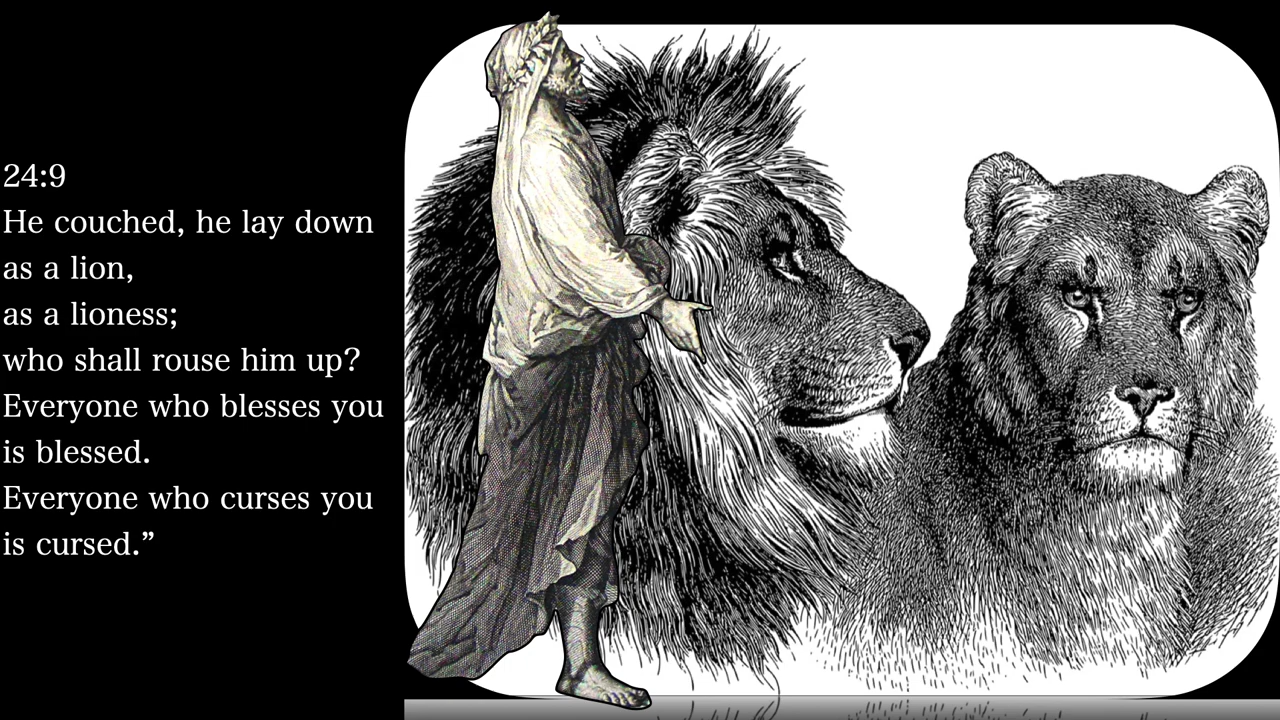 24:9
He couched, he lay down
as a lion,
as a lioness;
who shall rouse him up?
Everyone who blesses you
is blessed.
Everyone who curses you
is cursed.”